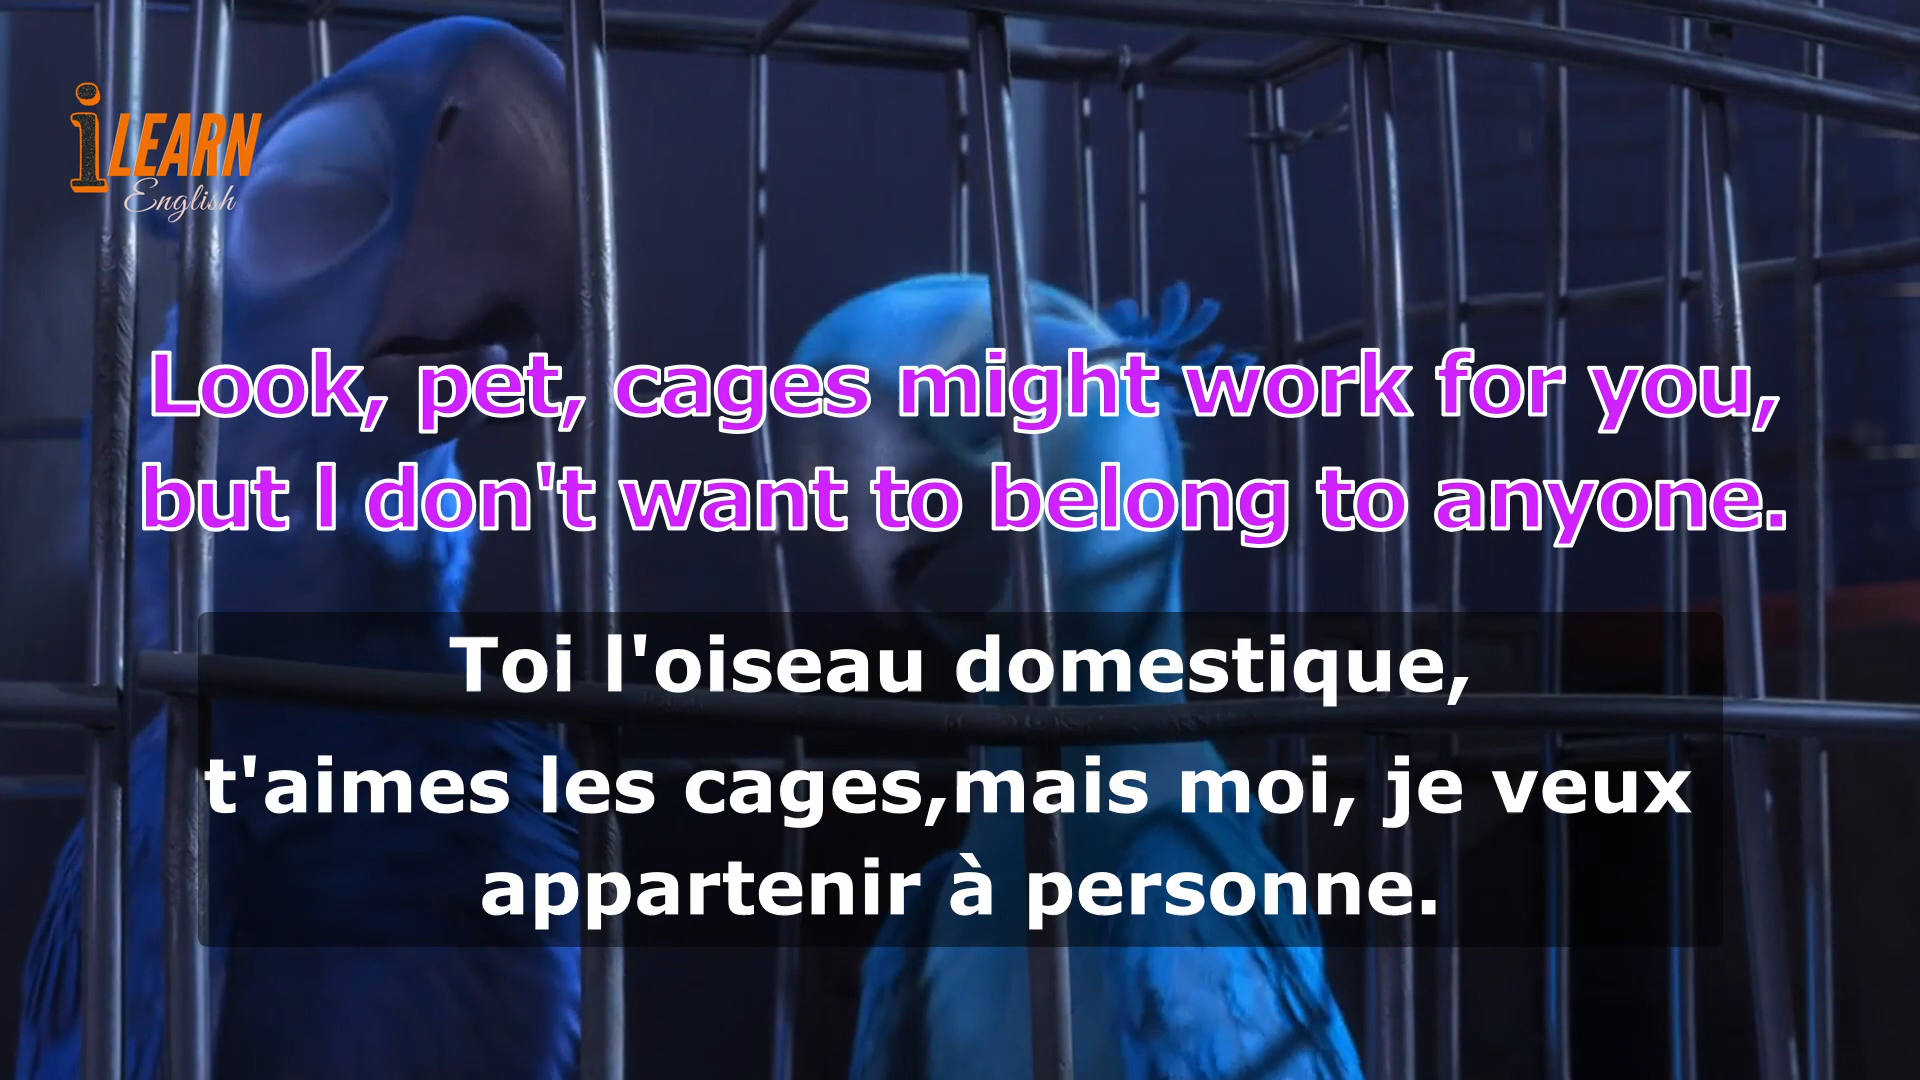 i LEARN
English
Look, pet, cages might work for you,
but I don't want to belong to anyone.
Toi l'oiseau domestique,
t'aimes les cages,mais moi, je veux
appartenir à personne.